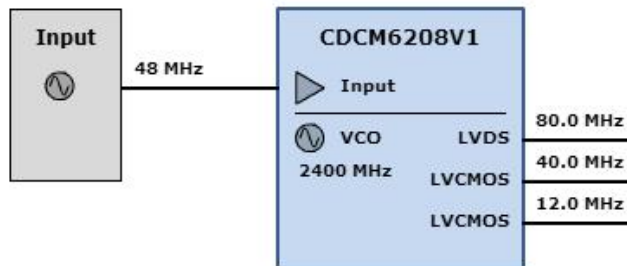 Input
48 MHz
CDCM6208V1
Input
VCO
2400 MHz
LVDS
LVCMOS
LVCMOS
80.0 MHz
40.0 MHz
12.0 MHz